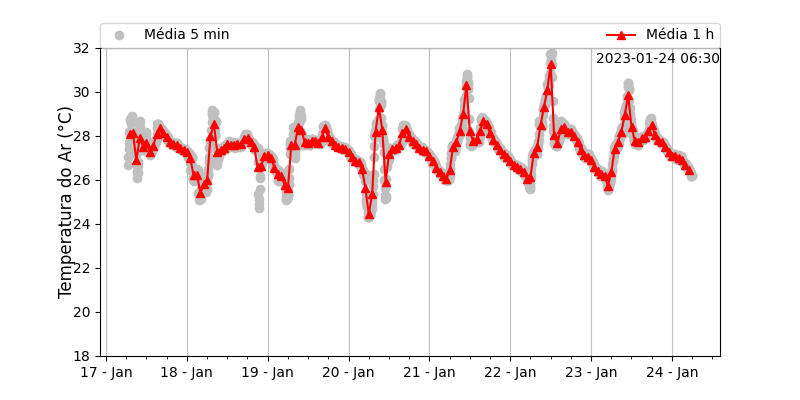 Média 5 min
Média 1 h
2023-01-24 06:30
Temperatura do Ar (°C)
32
30
28
26
24
22
20
18
17 - Jan
18 - Jan
19 - Jan
20 - Jan
21 - Jan
22 - Jan
23 - Jan
24 - Jan